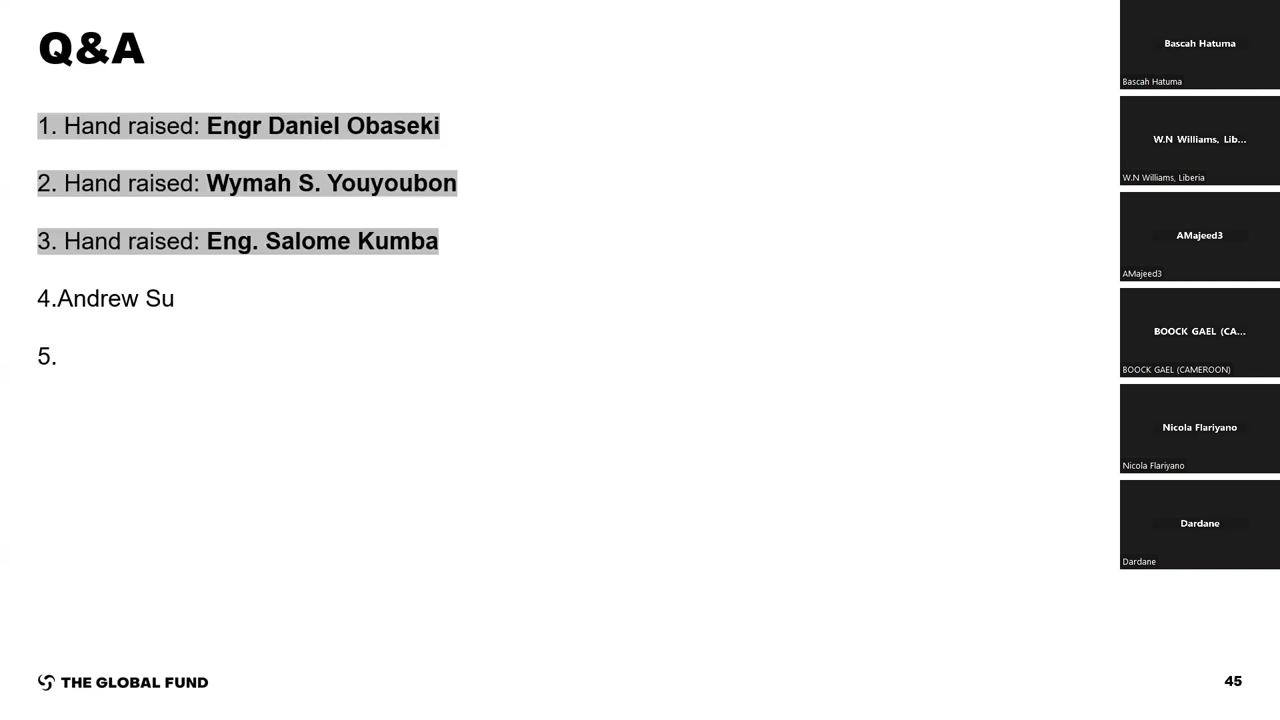 Q&A
1. Hand raised: Engr Daniel Obaseki
2. Hand raised: Wymah S. Youyoubon
3. Hand raised: Eng. Salome Kumba
4.Andrew Su
5.
THE GLOBAL FUND
45
Bascah Hatuma
Bascah Hatuma
W.N Williams, Lib...
W.N Williams, Liberia
AMajeed3
AMajeed3
BOOCK GAEL (CA...
BOOCK GAEL (CAMEROON)
Nicola Flariyano
Nicola Flariyano
Dardane
Dardane